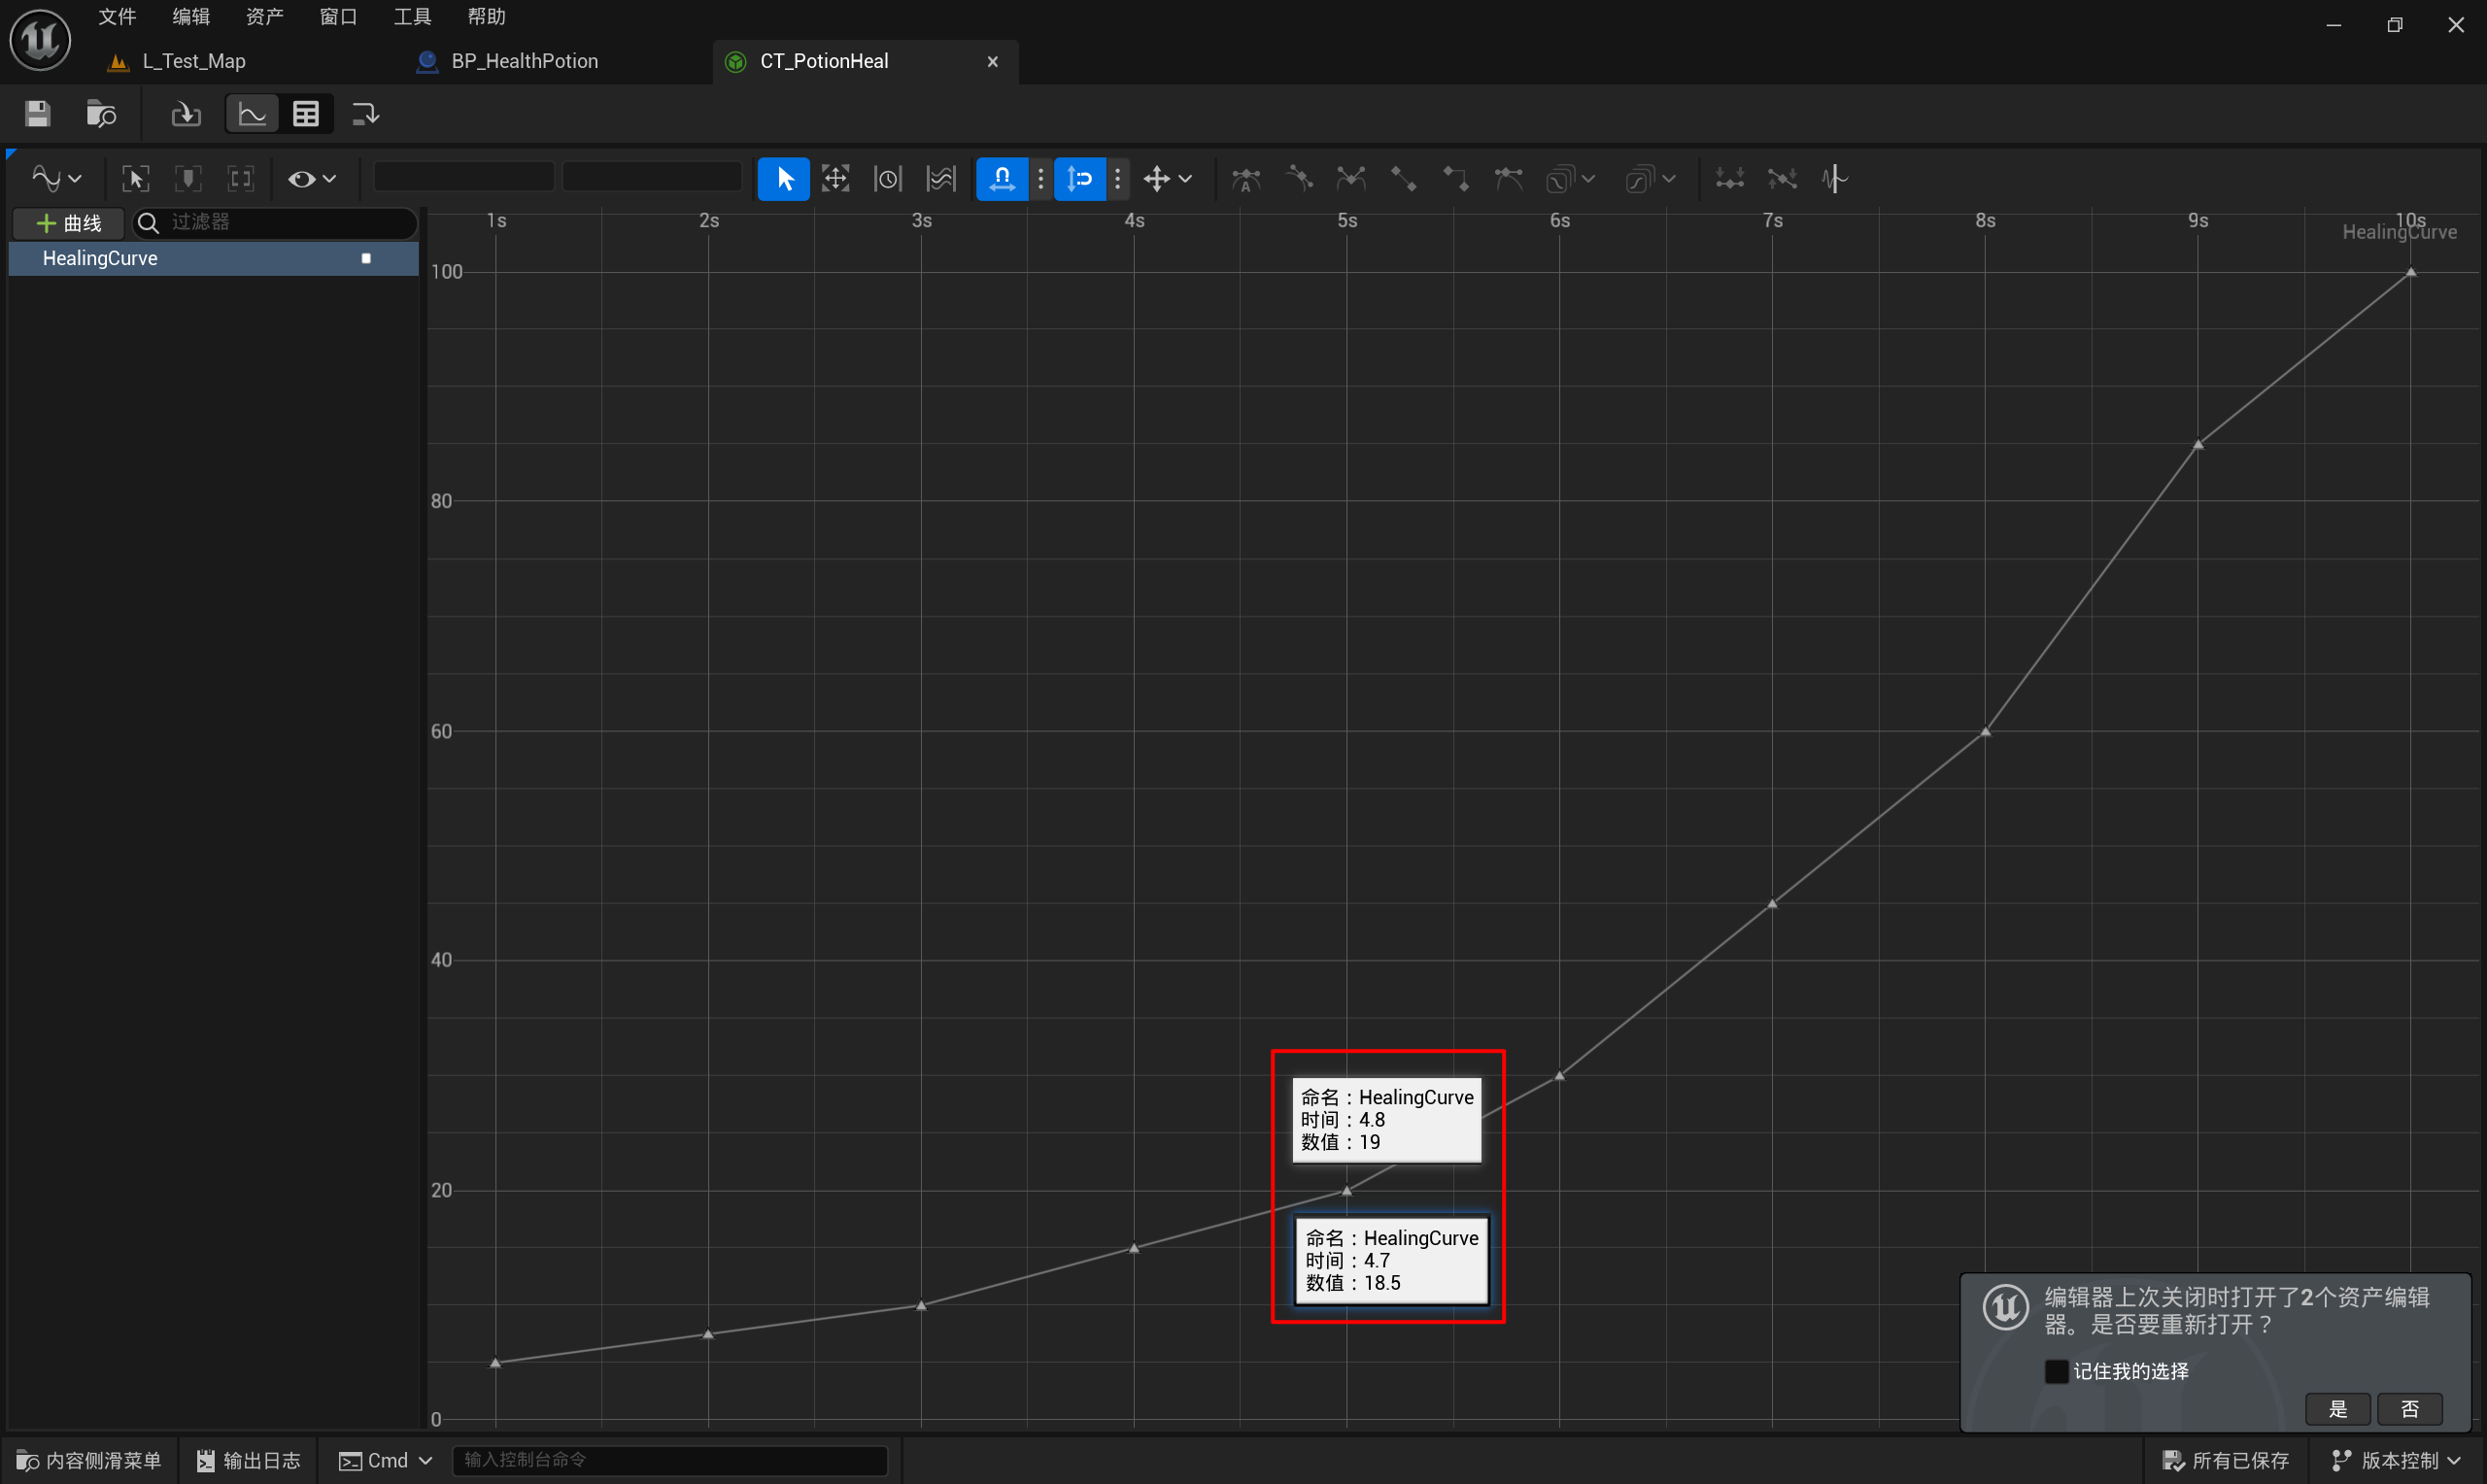 文件 编辑 资产 窗口 工具 帮助
L_Test_Map BP_HealthPotion CT_PotionHeal
曲线 过滤器
HealingCurve
1s 2s 3s 4s 5s 6s 7s 8s 9s 10s
HealingCurve
100
80
60
40
20
0
命名：HealingCurve
时间：4.8
数值：19
命名：HealingCurve
时间：4.7
数值：18.5
编辑器上次关闭时打开了2个资产编辑
器。是否要重新打开？
记住我的选择
是 否
内容侧滑菜单 输出日志 Cmd 输入控制台命令 所有已保存 版本控制